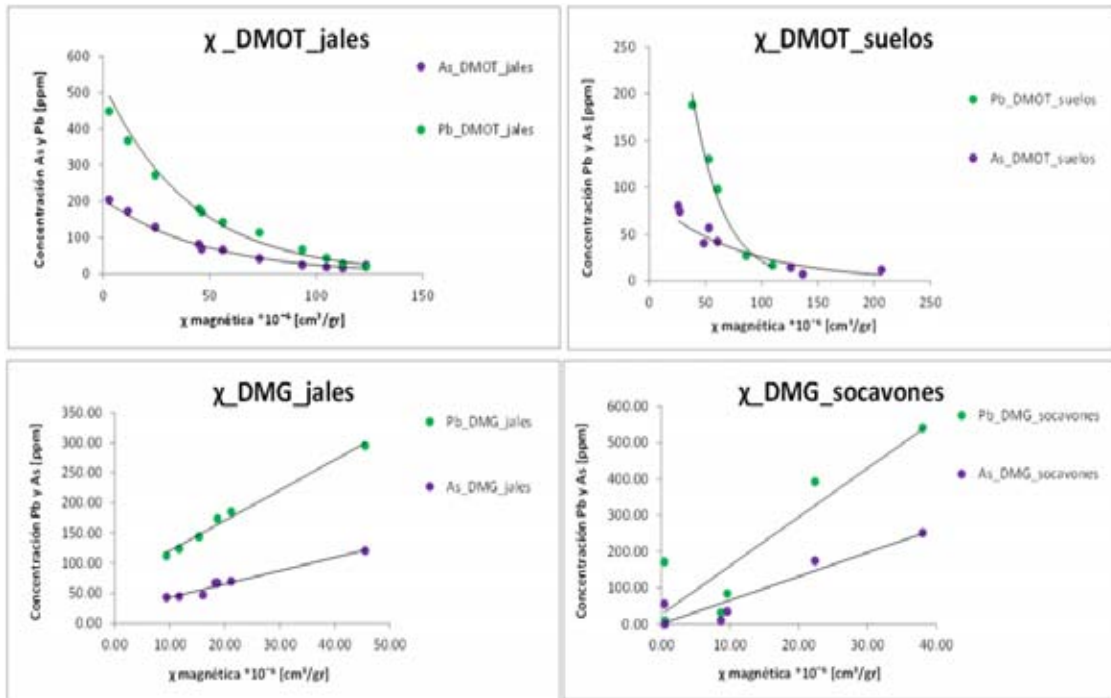 χ _DMOT_jales
Concentración As y Pb [ppm]
600
500
400
300
200
100
0
0 50 100 150
χ magnética *10⁻⁶ [cm³/gr]
As_DMOT_jales
Pb_DMOT_jales
χ_DMOT_suelos
Concentración Pb y As [ppm]
250
200
150
100
50
0
0 50 100 150 200 250
χ magnética *10⁻⁶ [cm³/gr]
Pb_DMOT_suelos
As_DMOT_suelos
χ_DMG_jales
Concentración Pb y As [ppm]
350.00
300.00
250.00
200.00
150.00
100.00
50.00
0.00
0.00 10.00 20.00 30.00 40.00 50.00
χ magnética *10⁻⁶ [cm³/gr]
Pb_DMG_jales
As_DMG_jales
χ_DMG_socavones
Concentración Pb y As [ppm]
600.00
500.00
400.00
300.00
200.00
100.00
0.00
0.00 10.00 20.00 30.00 40.00
χ magnética *10⁻⁶ [cm³/gr]
Pb_DMG_socavones
As_DMG_socavones